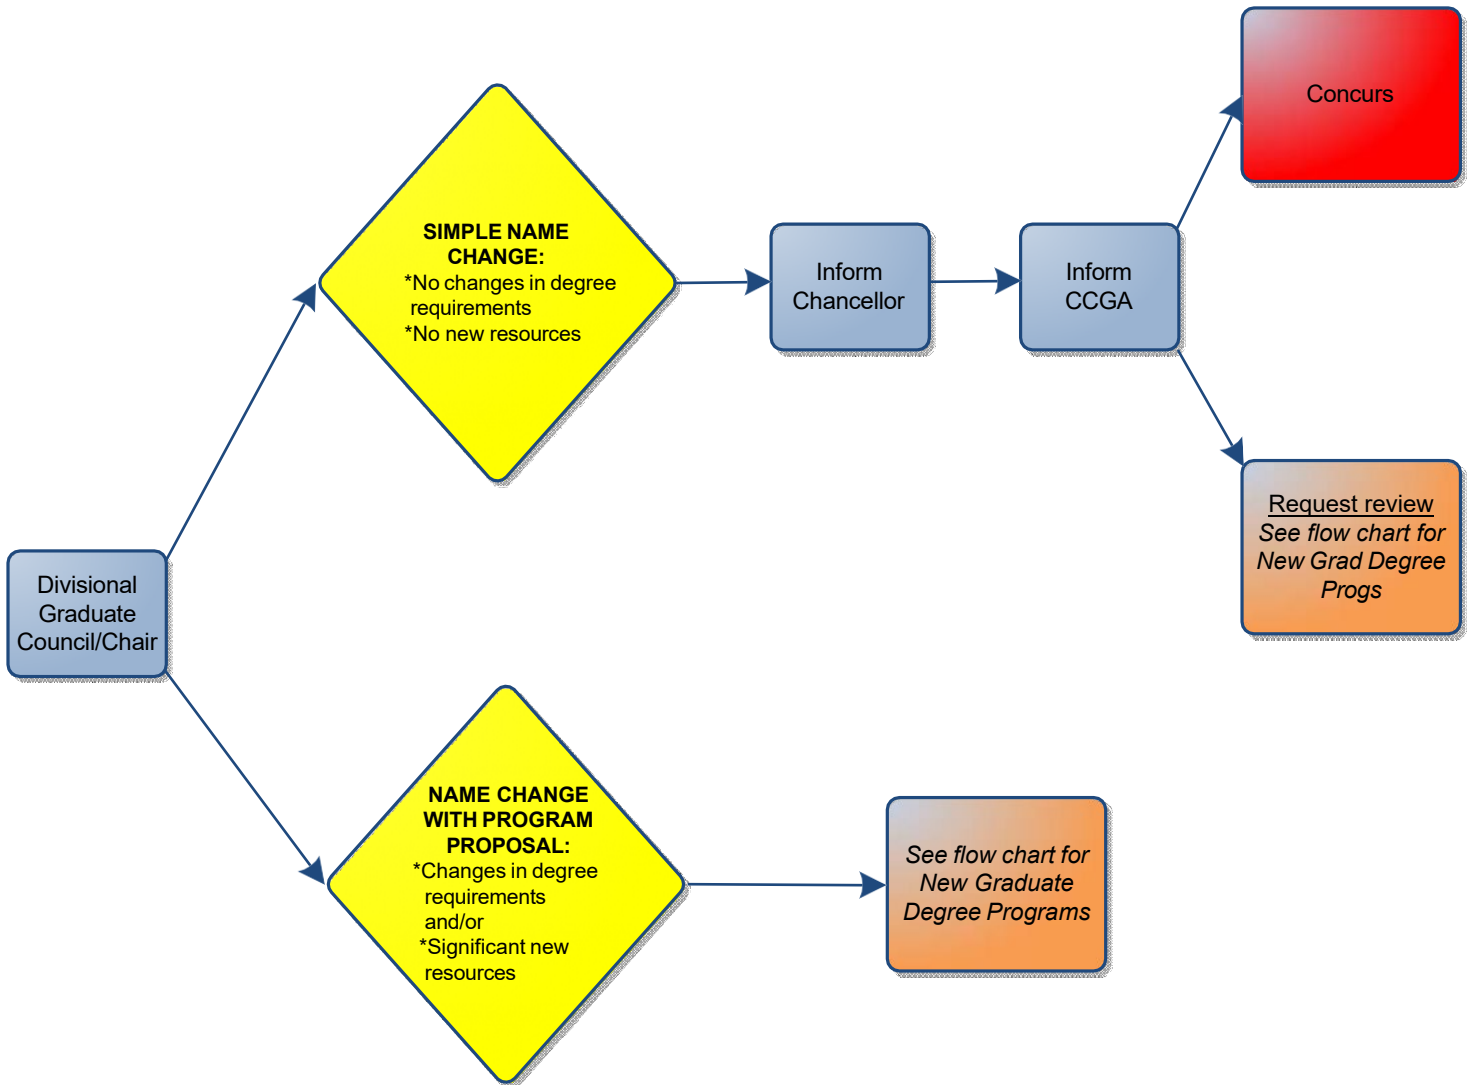 Concurs
SIMPLE NAME
CHANGE:
*No changes in degree
requirements
*No new resources
Inform
Chancellor
Inform
CCGA
Request review
See flow chart for
New Grad Degree
Progs
Divisional
Graduate
Council/Chair
NAME CHANGE
WITH PROGRAM
PROPOSAL:
*Changes in degree
requirements
and/or
*Significant new
resources
See flow chart for
New Graduate
Degree Programs